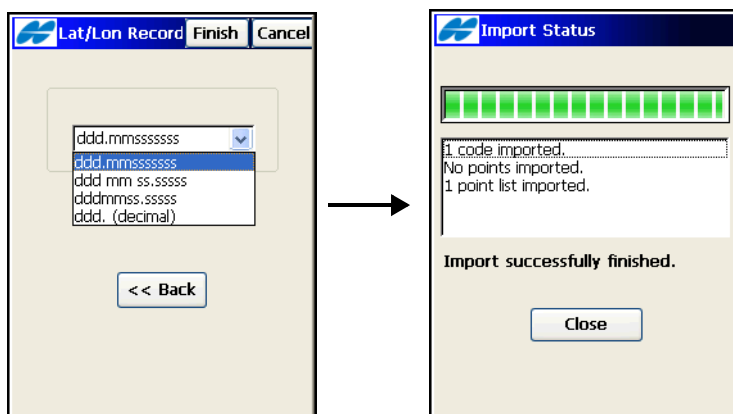 Lat/Lon Record Finish Cancel
ddd.mmsssssss
ddd.mmsssssss
ddd mm ss.sssss
dddmmss.sssss
ddd. (decimal)
<< Back
Import Status
1 code imported.
No points imported.
1 point list imported.
Import successfully finished.
Close